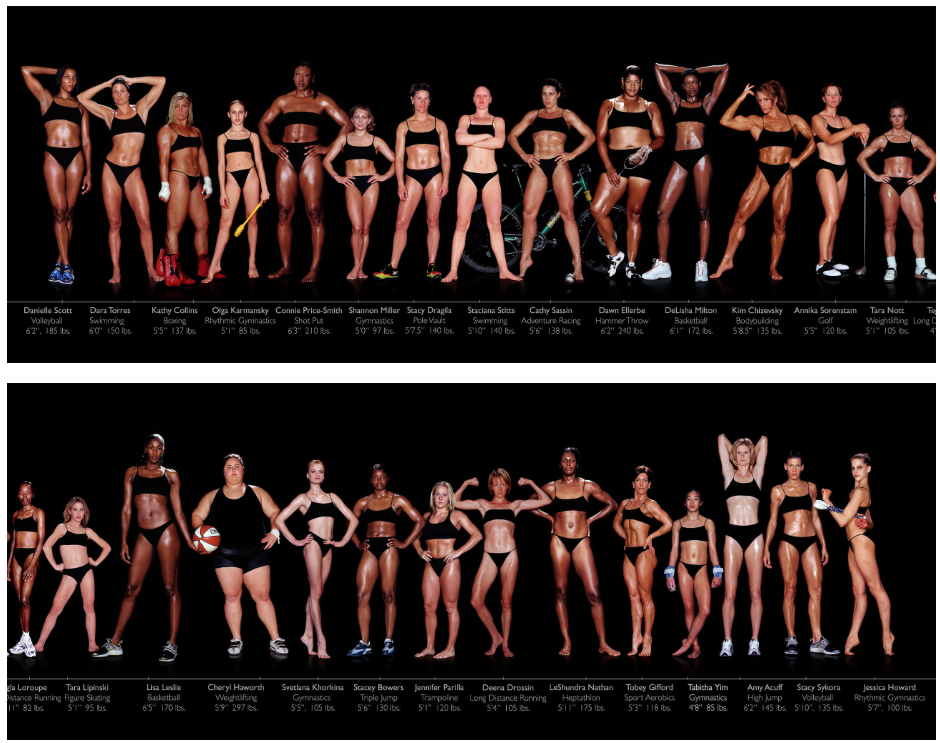 Danielle Scott
Volleyball
6'2", 185 lbs.
Dara Torres
Swimming
6'0" 150 lbs.
Kathy Collins
Boxing
5'5" 137 lbs.
Olga Karmansky
Rhythmic Gymnastics
5'1" 85 lbs.
Connie Price-Smith
Shot Put
6'3" 210 lbs.
Shannon Miller
Gymnastics
5'0" 97 lbs.
Stacy Dragila
Pole Vault
5'7.5" 140 lbs.
Staciana Stitts
Swimming
5'10" 140 lbs.
Cathy Sassin
Adventure Racing
5'6" 138 lbs.
Dawn Ellerbe
Hammer Throw
6'2" 240 lbs.
DeLisha Milton
Basketball
6'1" 172 lbs.
Kim Chizevsky
Bodybuilding
5'8.5" 135 lbs.
Annika Sorenstam
Golf
5'5" 120 lbs.
Tara Nott
Weightlifting
5'1" 105 lbs.
Te
Long D
4'
gla Loroupe
istance Running
11" 82 lbs.
Tara Lipinski
Figure Skating
5'1" 95 lbs.
Lisa Leslie
Basketball
6'5" 170 lbs.
Cheryl Haworth
Weightlifting
5'9" 297 lbs.
Svetlana Khorkina
Gymnastics
5'5", 105 lbs.
Stacey Bowers
Triple Jump
5'6" 130 lbs.
Jennifer Parilla
Trampoline
5'1" 120 lbs.
Deena Drossin
Long Distance Running
5'4" 105 lbs.
LeShundra Nathan
Heptathlon
5'11" 175 lbs.
Tobey Gifford
Sport Aerobics
5'3" 118 lbs.
Tabitha Yim
Gymnastics
4'8" 85 lbs.
Amy Acuff
High Jump
6'2" 145 lbs.
Stacy Sykora
Volleyball
5'10", 135 lbs.
Jessica Howard
Rhythmic Gymnastics
5'7", 100 lbs.